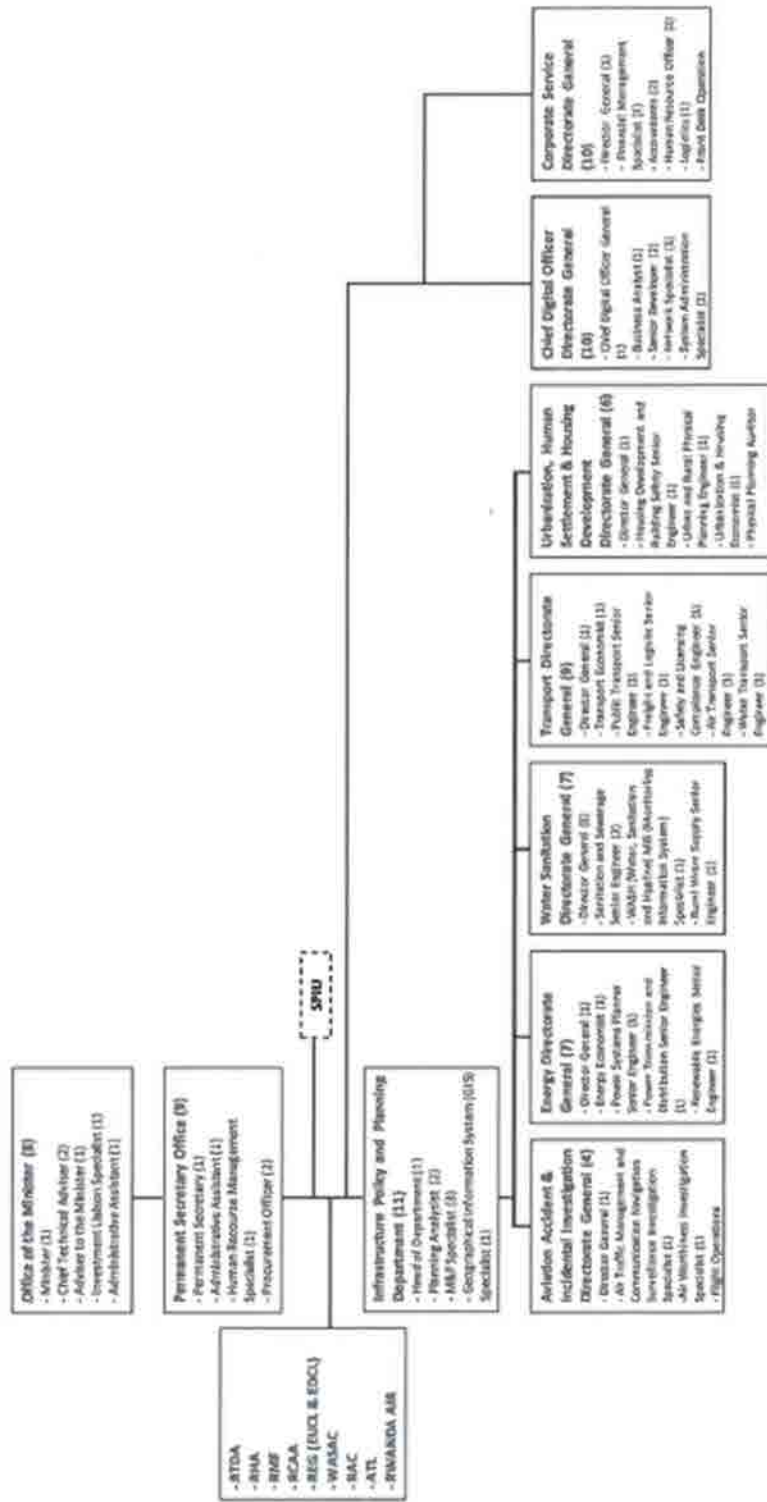 Office of the Minister (8)
- Minister (1)
- Chief Technical Adviser (2)
- Adviser to the Minister (1)
- Investment Liaison Specialist (1)
- Administrative Assistant (1)
Permanent Secretary Office (9)
- Permanent Secretary (1)
- Administrative Assistant (1)
- Human Recourse Management
Specialist (1)
- Procurement Officer (2)
SPIU
-RTDA
-RHA
-RMF
-RCAA
-REG (EUCL & EDCL)
-WASAC
-RAC
-ATL
-RWANDA AIR
Infrastructure Policy and Planning
Department (11)
- Head of Department (1)
- Planning Analyst (2)
- M&E Specialist (3)
- Geographical Information System (GIS)
Specialist (1)
Aviation Accident &
Incidental Investigation
Directorate General (4)
- Director General (1)
- Air Traffic Management and
Communication Navigation
Surveillance Investigation
Specialist (1)
- Air Worthiness Investigation
Specialist (1)
- Flight Operations
Energy Directorate
General (7)
- Director General (1)
- Energy Economist (1)
- Power Systems Planner
Senior Engineer (1)
- Power Transmission and
Distribution Senior Engineer
(1)
- Renewable Energies Senior
Engineer (1)
Water Sanitation
Directorate General (7)
- Director General (1)
- Sanitation and Sewerage
Senior Engineer (2)
- WASH (Water, Sanitation
and Hygiene) MIS (Monitoring
Information System)
Specialist (1)
- Rural Water Supply Senior
Engineer (1)
Transport Directorate
General (9)
- Director General (1)
- Transport Economist (1)
- Public Transport Senior
Engineer (1)
- Freight and Logistic Senior
Engineer (1)
- Safety and Licensing
Compliance Engineer (1)
- Air Transport Senior
Engineer (1)
- Water Transport Senior
Engineer (1)
Urbanization, Human
Settlement & Housing
Development
Directorate General (6)
- Director General (1)
- Housing Development and
Building Safety Senior
Engineer (1)
- Urban and Rural Physical
Planning Engineer (1)
- Urbanization & Housing
Economist (1)
- Physical Planning Auditor
Chief Digital Officer
Directorate General
(10)
- Chief Digital Officer General
(1)
- Business Analyst (1)
- Senior Developer (2)
- Network Specialist (1)
- System Administration
Specialist (1)
Corporate Service
Directorate General
(10)
- Director General (1)
- Financial Management
Specialist (1)
- Accountants (2)
- Human Resource Officer (1)
- Logistics (1)
- Front Desk Operation